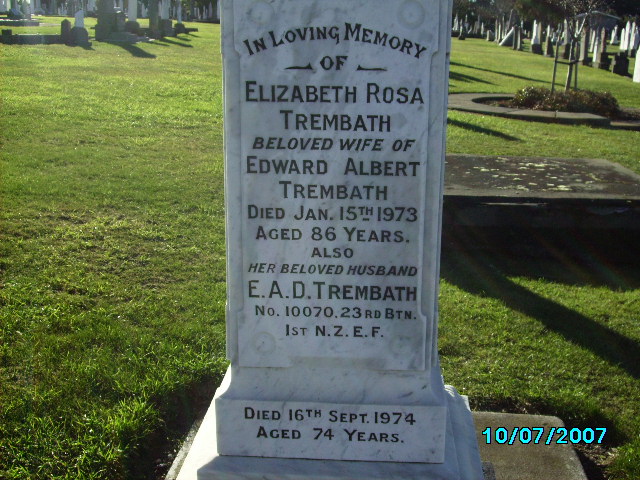 IN LOVING MEMORY
OF
ELIZABETH ROSA
TREMBATH
BELOVED WIFE OF
EDWARD ALBERT
TREMBATH
DIED JAN. 15TH 1973
AGED 86 YEARS.
ALSO
HER BELOVED HUSBAND
E.A.D. TREMBATH
No. 10070. 23RD BTN.
1ST N.Z.E.F.
DIED 16TH SEPT. 1974
AGED 74 YEARS.
10/07/2007